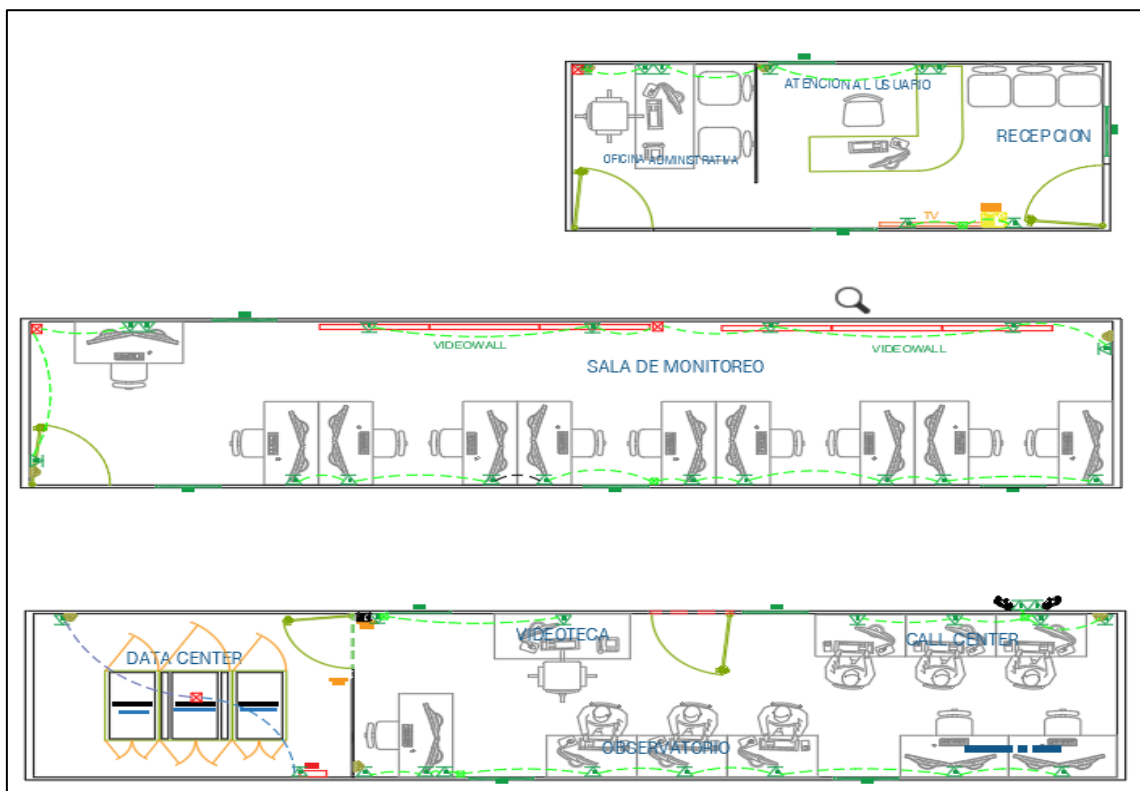 ATENCION AL USUARIO
RECEPCION
OFICINA ADMINISTRATIVA
TV
VIDEOWALL
VIDEOWALL
SALA DE MONITOREO
VIDEOTECA
CALL CENTER
DATA CENTER
OBSERVATORIO